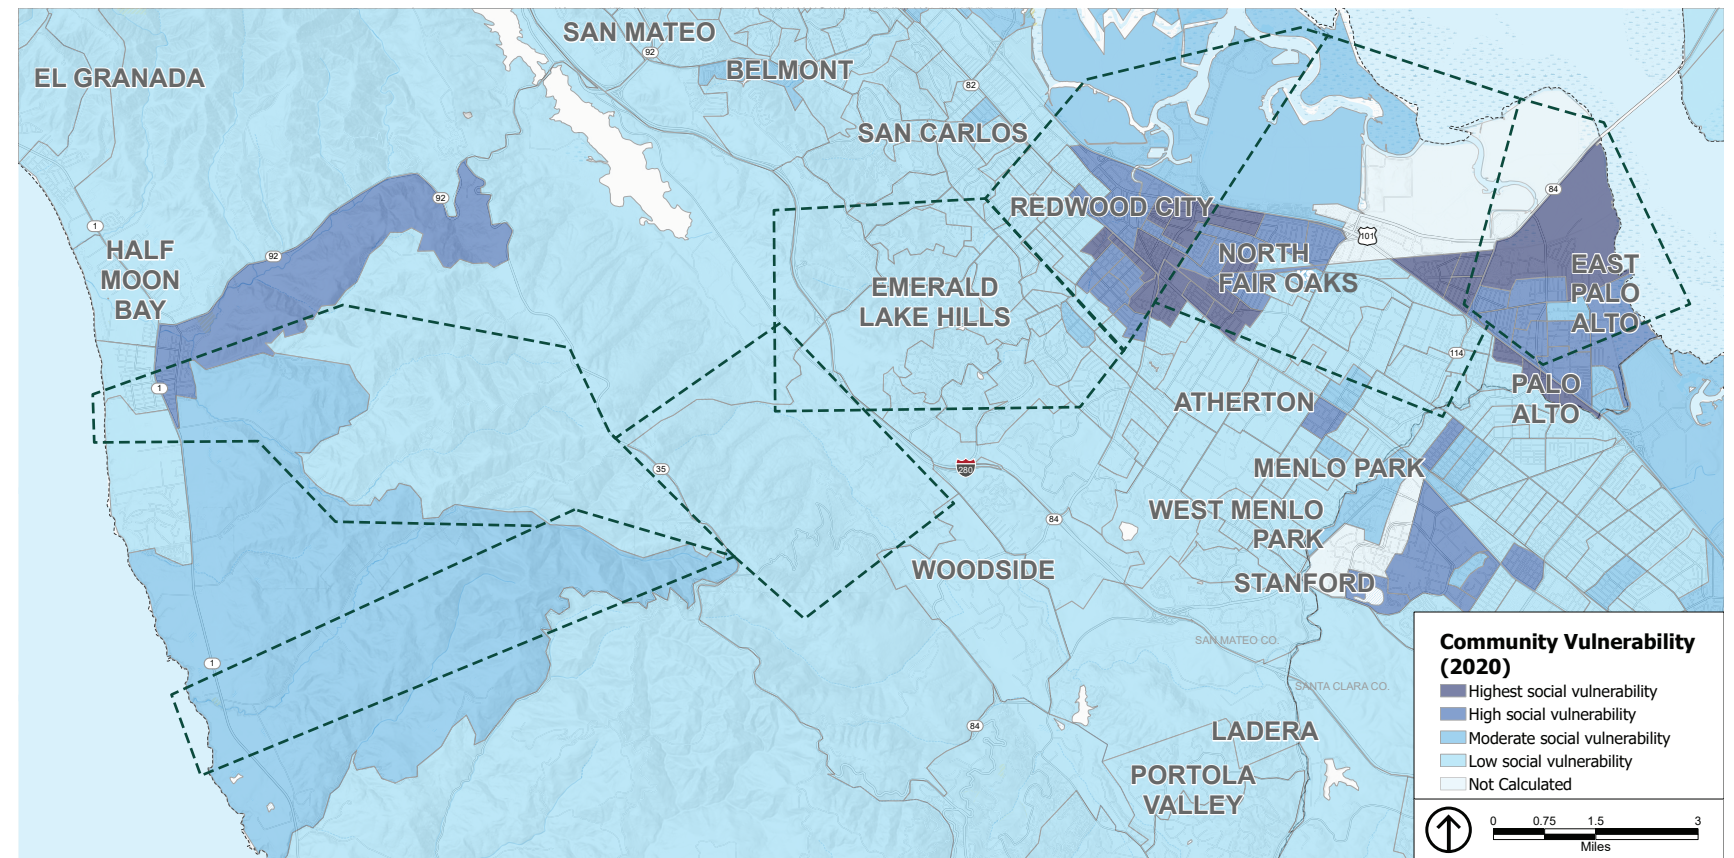 SAN MATEO
92
BELMONT
EL GRANADA
82
SAN CARLOS
84
92
REDWOOD CITY
1
101
HALF
MOON
BAY
92
NORTH
FAIR OAKS
EAST
PALO
ALTO
EMERALD
LAKE HILLS
114
1
PALO
ALTO
ATHERTON
35
280
MENLO PARK
84
WEST MENLO
PARK
WOODSIDE
STANFORD
SAN MATEO CO.
1
SANTA CLARA CO.
84
LADERA
PORTOLA
VALLEY
Community Vulnerability
(2020)
Highest social vulnerability
High social vulnerability
Moderate social vulnerability
Low social vulnerability
Not Calculated
0 0.75 1.5 3
Miles